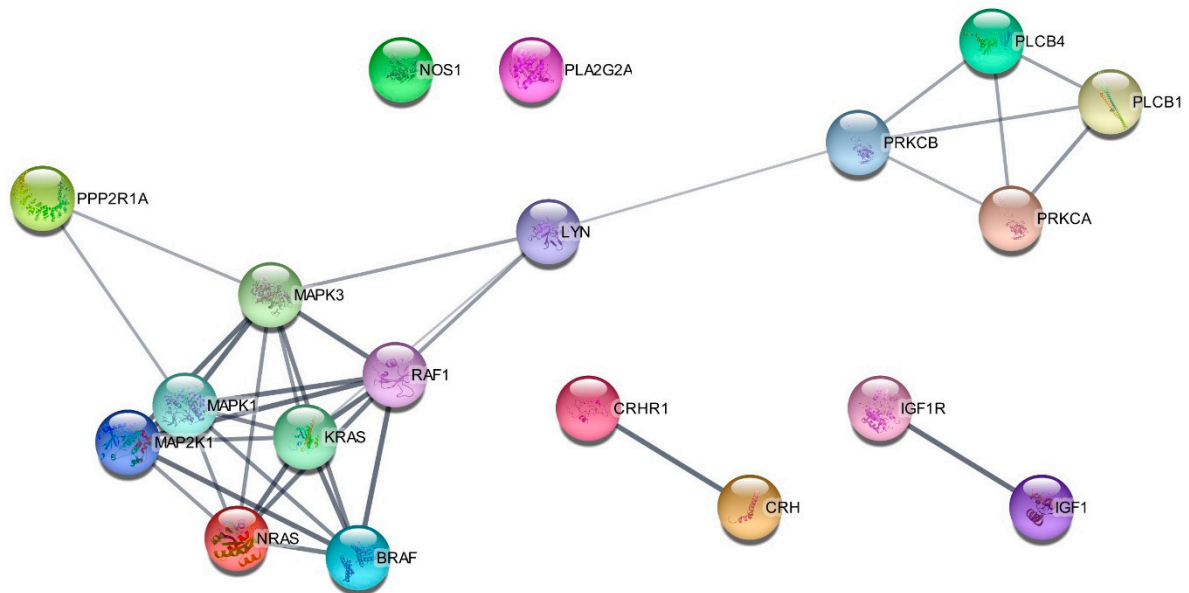 PLCB4
NOS1
PLA2G2A
PLCB1
PRKCB
PPP2R1A
PRKCA
LYN
MAPK3
RAF1
MAPK1
CRHR1
IGF1R
KRAS
MAP2K1
CRH
IGF1
NRAS
BRAF